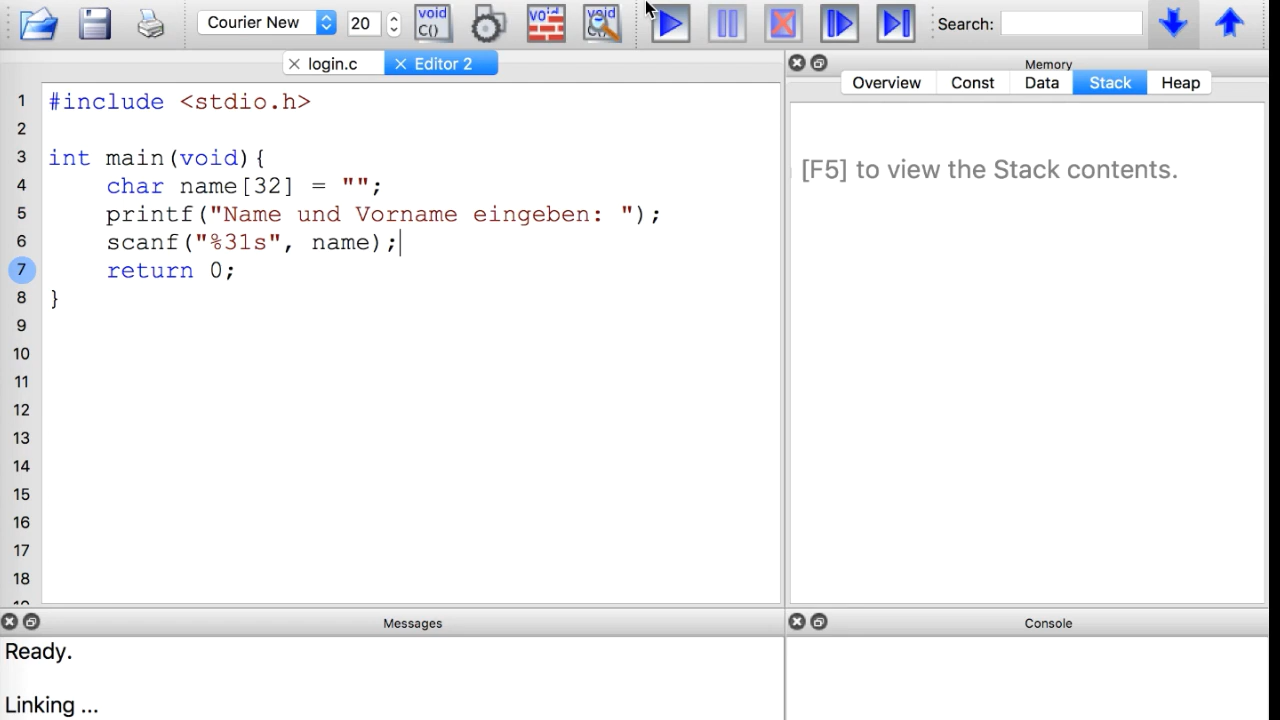 Courier New 20 void C() void void C() Search:
login.c Editor 2
Memory
Overview Const Data Stack Heap
1 #include <stdio.h>
2
3 int main(void){
4 char name[32] = "";
5 printf("Name und Vorname eingeben: ");
6 scanf("%31s", name);
7 return 0;
8 }
9
10
11
12
13
14
15
16
17
18
[F5] to view the Stack contents.
Messages
Ready.
Linking ...
Console